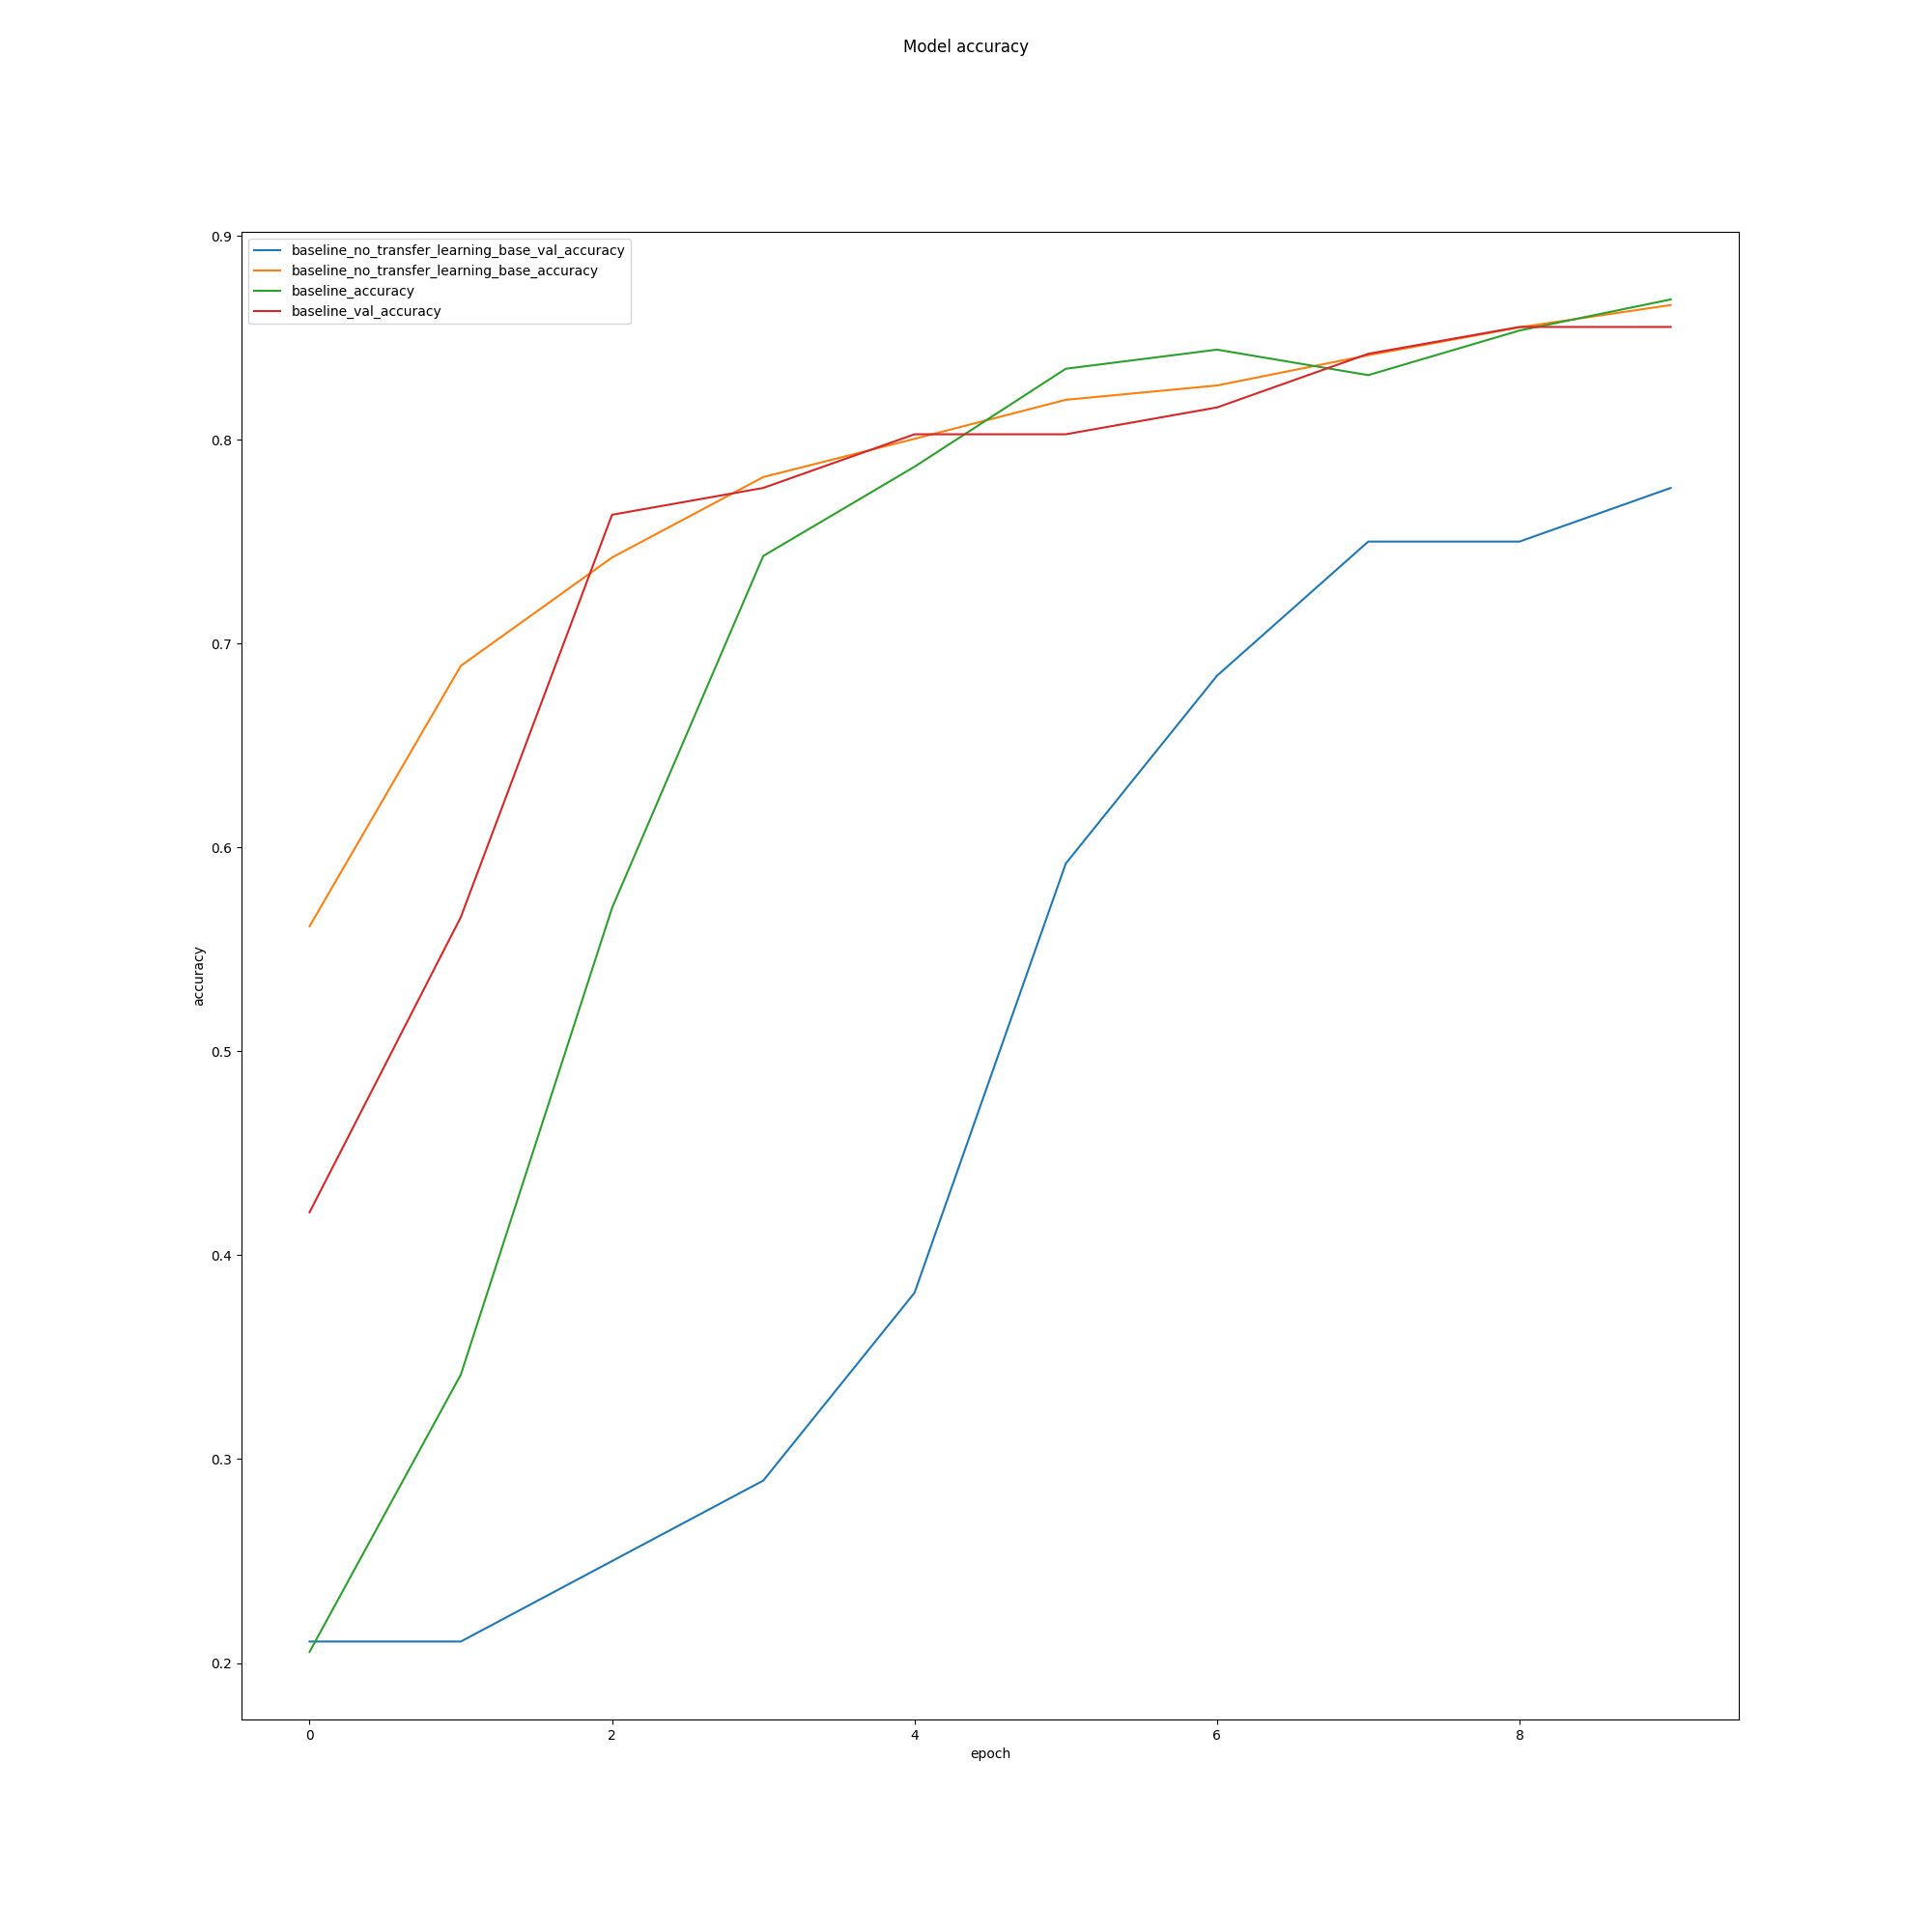 Model accuracy
baseline_no_transfer_learning_base_val_accuracy
baseline_no_transfer_learning_base_accuracy
baseline_accuracy
baseline_val_accuracy
0.9
0.8
0.7
0.6
0.5
0.4
0.3
0.2
accuracy
0 2 4 6 8
epoch